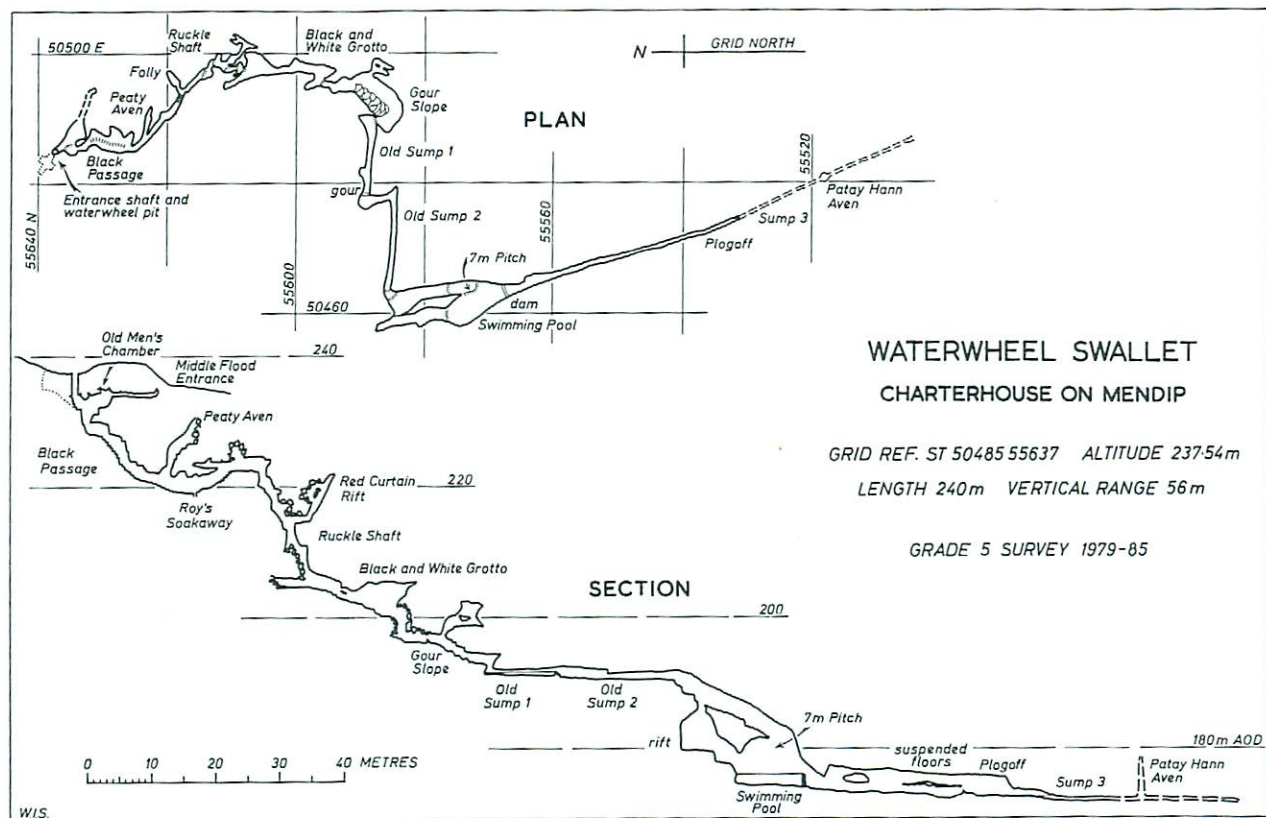 50500 E
Ruckle
Shaft
Black and
White Grotto
N
GRID NORTH
Folly
Peaty
Aven
Gour
Slope
PLAN
Black
Passage
Old Sump 1
55520
gour
Entrance shaft and
waterwheel pit
Old Sump 2
Patay Hann
Aven
Sump 3
Plogoff
55640 N
55600
55560
7m Pitch
50460
dam
Swimming Pool
WATERWHEEL SWALLET
CHARTERHOUSE ON MENDIP
GRID REF. ST 50485 55637 ALTITUDE 237·54m
LENGTH 240m VERTICAL RANGE 56m
GRADE 5 SURVEY 1979-85
Old Men's
Chamber
240
Middle Flood
Entrance
Peaty Aven
Black
Passage
Roy's
Soakaway
Red Curtain
Rift
220
Ruckle Shaft
Black and White Grotto
SECTION
200
Gour
Slope
Old
Sump 1
Old
Sump 2
7m Pitch
rift
suspended
floors
180m AOD
Plogoff
Sump 3
Patay Hann
Aven
Swimming
Pool
0 10 20 30 40 METRES
W.I.S.